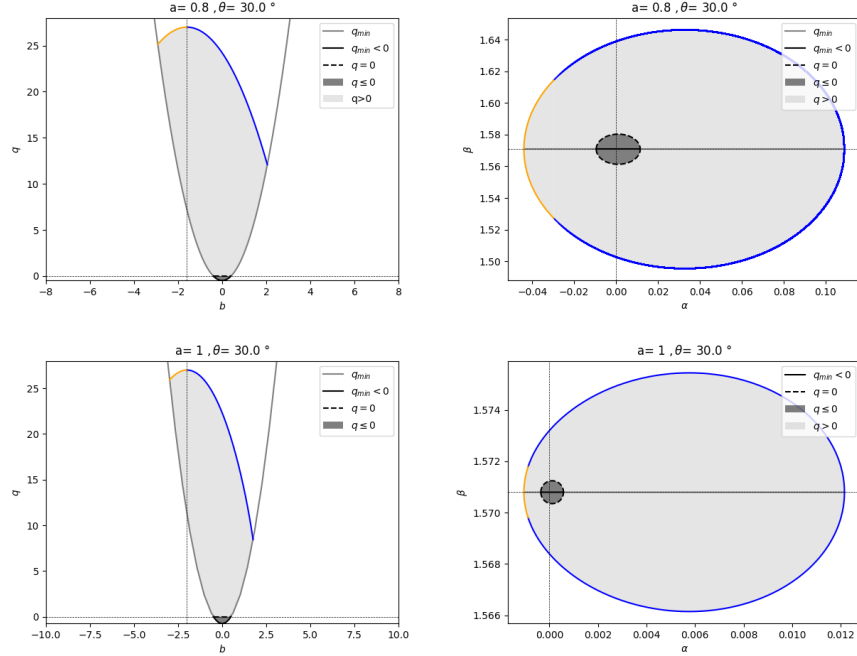 a= 0.8 ,θ= 30.0 °
25
20
15
10
5
0
q
−8
−6
−4
−2
0
2
4
6
8
b
q_min
q_min < 0
q = 0
q ≤ 0
q>0
a= 0.8 ,θ= 30.0 °
1.64
1.62
1.60
1.58
1.56
1.54
1.52
1.50
β
−0.04
−0.02
0.00
0.02
0.04
0.06
0.08
0.10
α
q_min
q_min < 0
q = 0
q ≤ 0
q > 0
a= 1 ,θ= 30.0 °
25
20
15
10
5
0
q
−10.0
−7.5
−5.0
−2.5
0.0
2.5
5.0
7.5
10.0
b
q_min
q_min < 0
q = 0
q ≤ 0
a= 1 ,θ= 30.0 °
1.574
1.572
1.570
1.568
1.566
β
0.000
0.002
0.004
0.006
0.008
0.010
0.012
α
q_min < 0
q = 0
q ≤ 0
q > 0